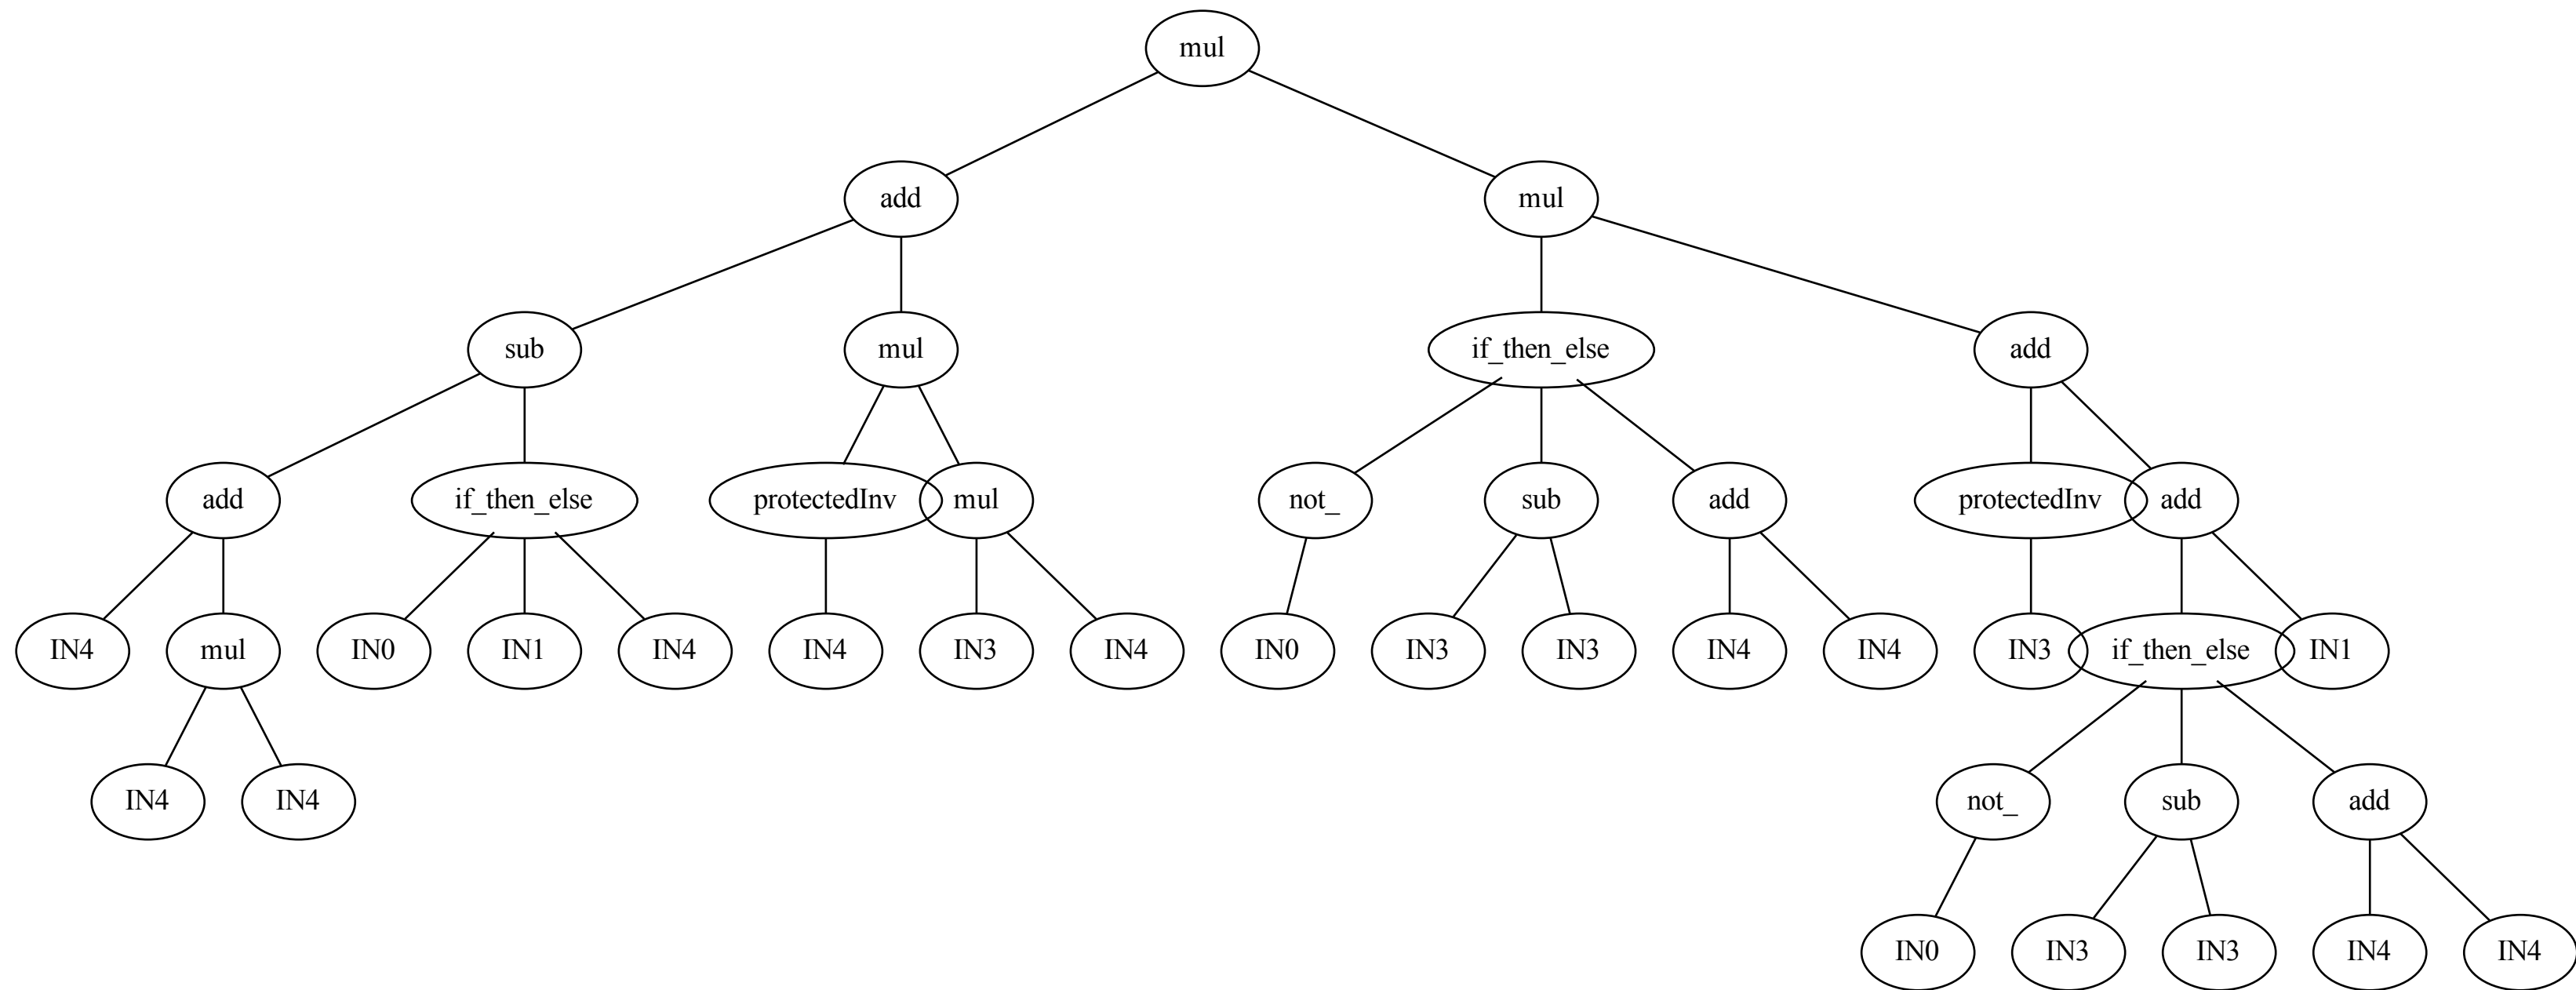 mul
add mul
sub mul if_then_else add
add if_then_else protectedInv mul not_ sub add protectedInv add
IN4 mul IN0 IN1 IN4 IN4 IN3 IN4 IN0 IN3 IN3 IN4 IN4 IN3 if_then_else IN1
IN4 IN4 not_ sub add
IN0 IN3 IN3 IN4 IN4